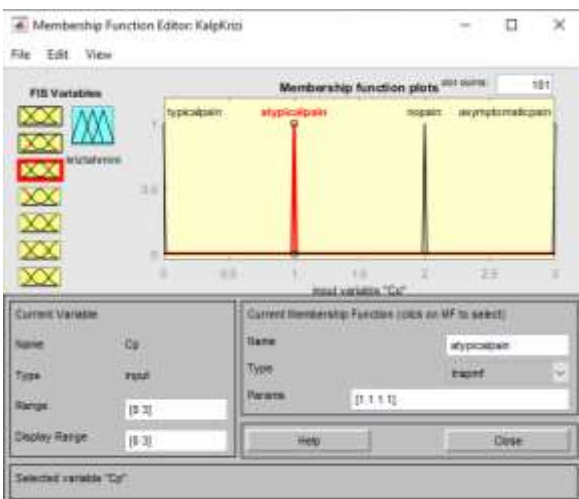 Membership Function Editor: KalpKrizi
File Edit View
FIS Variables
Membership function plots plot points: 181
typicalpain atypicalpain nopain asymptomaticpain
1
0.5
0
0 0.5 1 1.5 2 2.5 3
input variable "Cp"
Current Variable
Name Cp
Type input
Range [0 3]
Display Range [0 3]
Current Membership Function (click on MF to select)
Name atypicalpain
Type trapmf
Params [1 1 1 1]
Help Close
Selected variable "Cp"